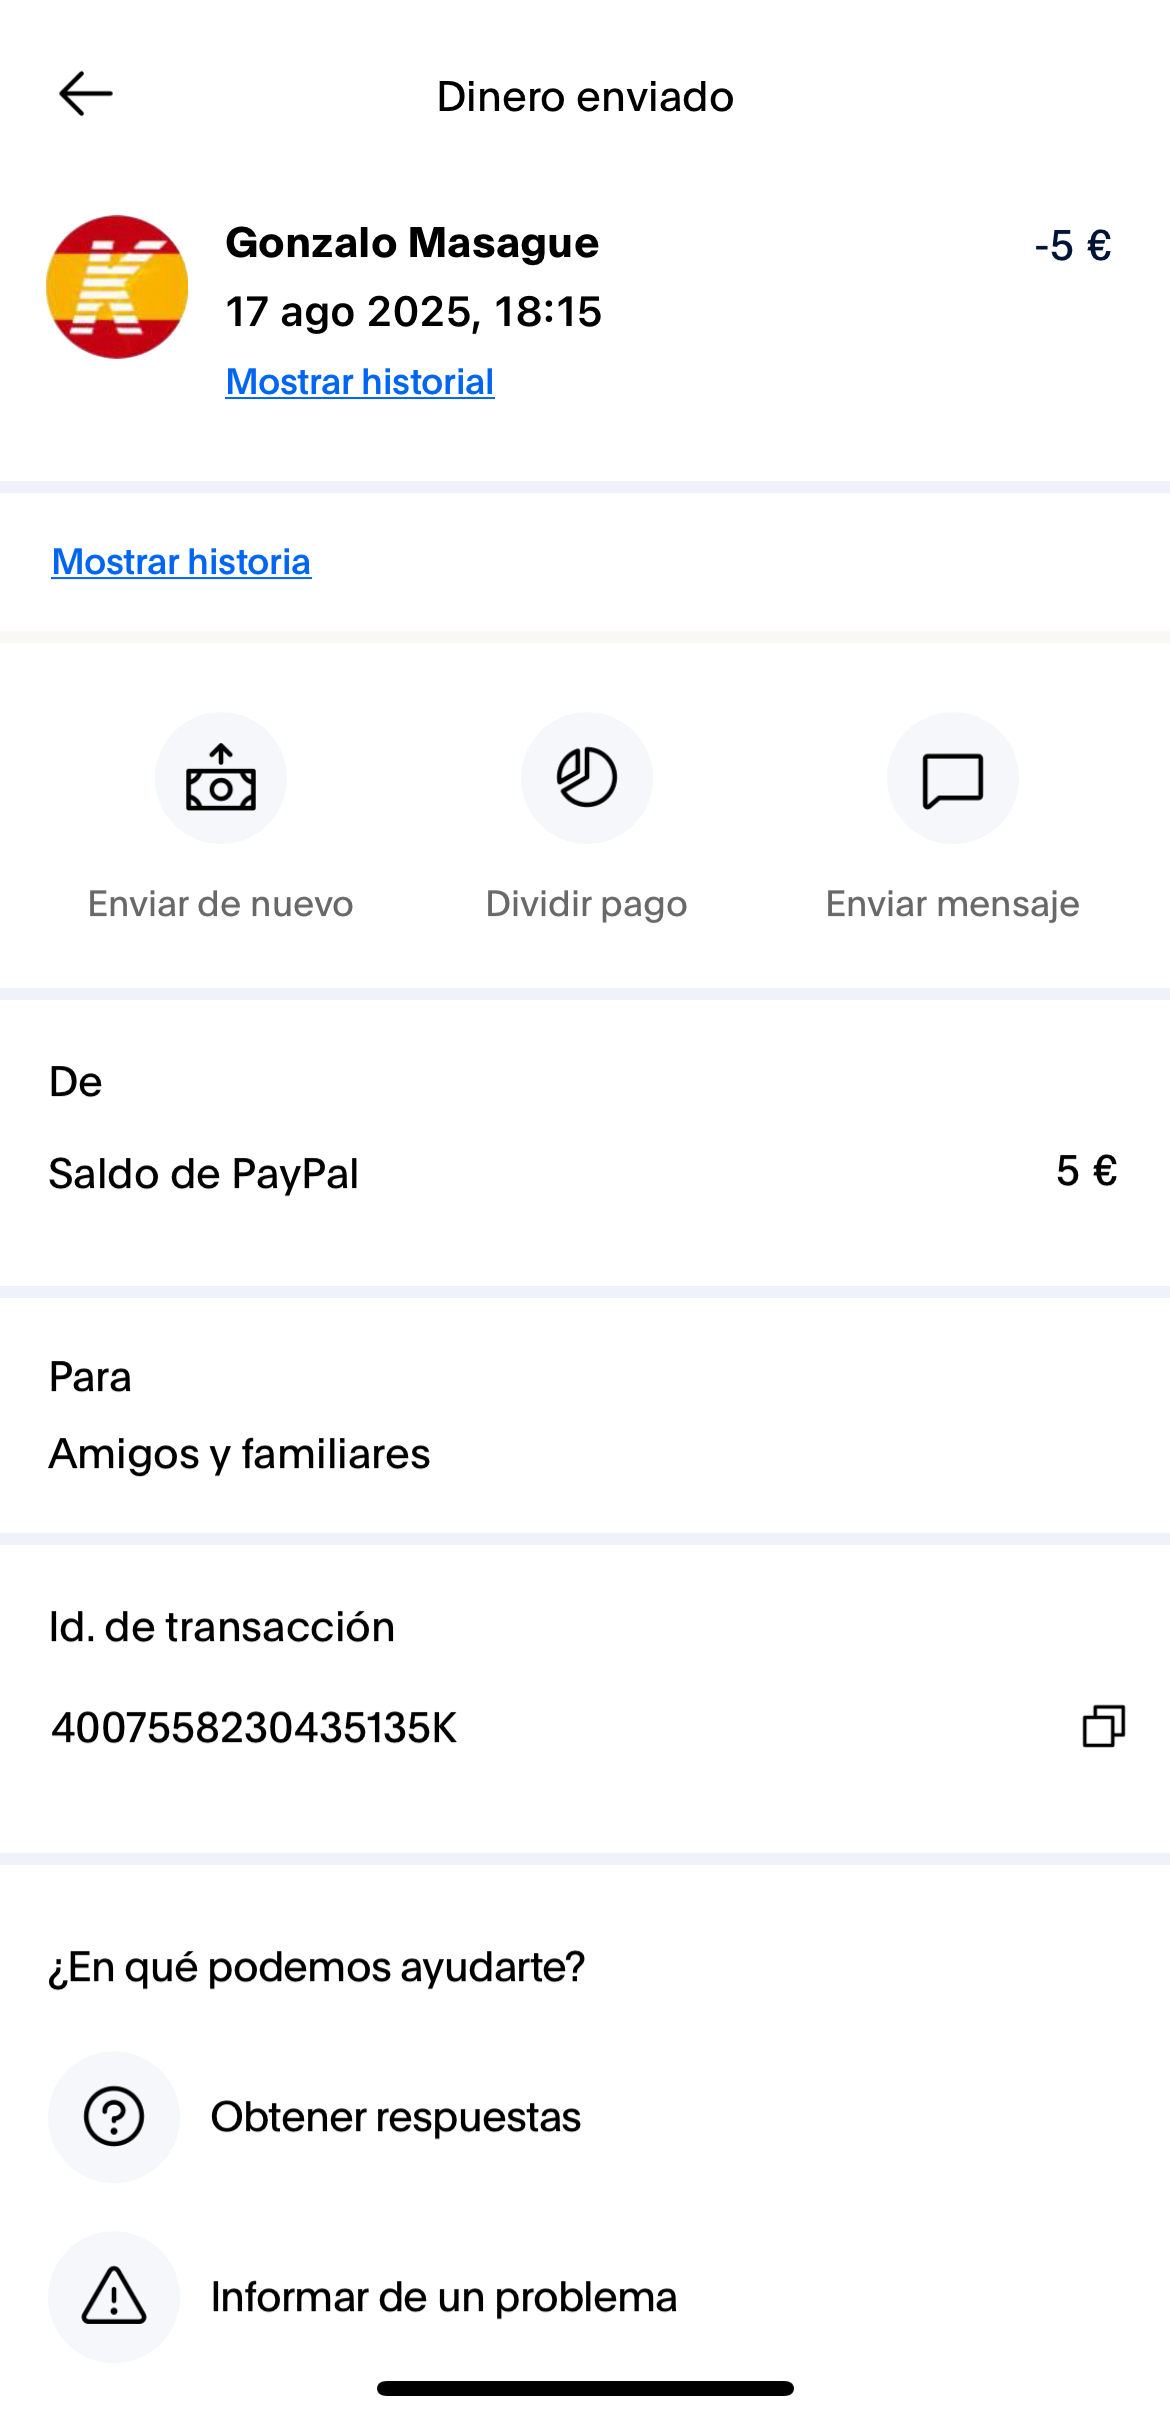 Dinero enviado
Gonzalo Masague
-5 €
17 ago 2025, 18:15
Mostrar historial
Mostrar historia
Enviar de nuevo
Dividir pago
Enviar mensaje
De
Saldo de PayPal
5 €
Para
Amigos y familiares
Id. de transacción
4007558230435135K
¿En qué podemos ayudarte?
Obtener respuestas
Informar de un problema